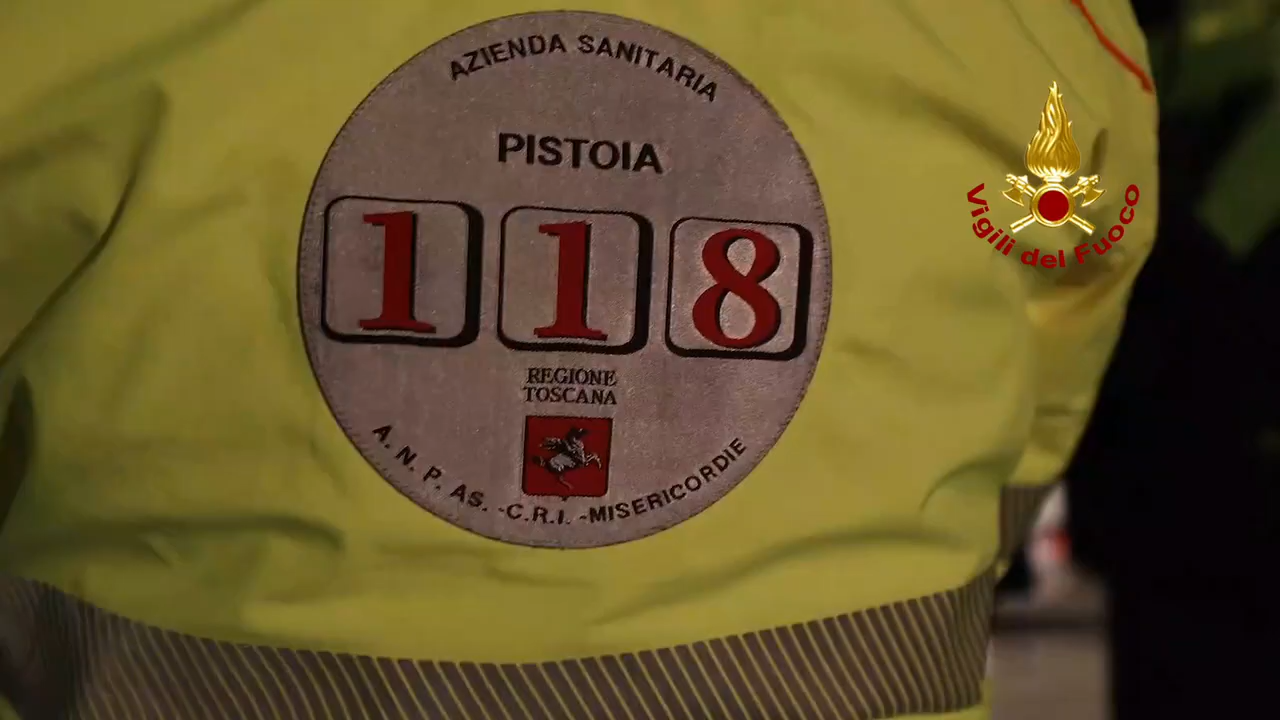 AZIENDA SANITARIA
PISTOIA
118
REGIONE
TOSCANA
A. N. P. AS. -C.R.I. -MISERICORDIE
Vigili del Fuoco